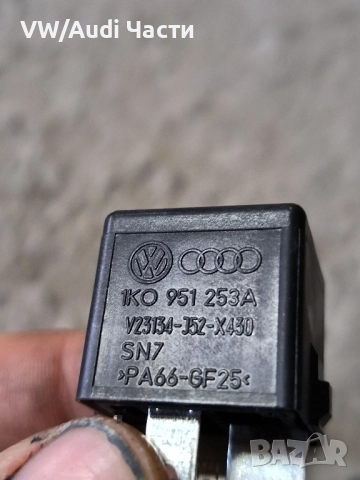 VW/Audi Части
1K0 951 253A
V23134-J52-X430
SN7
>PA66-GF25<
BAZAR